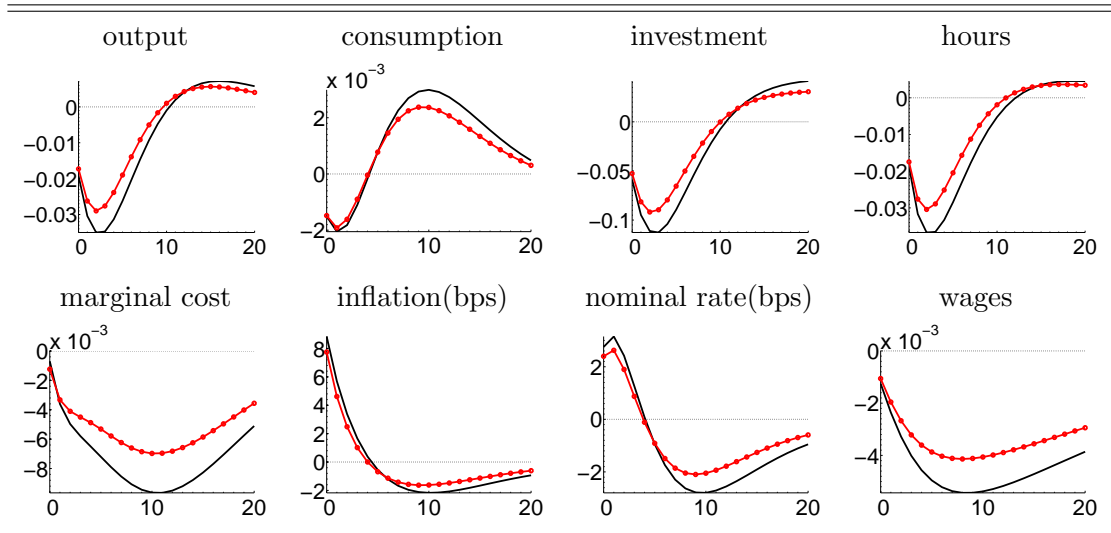 output consumption investment hours
x 10⁻³
0
−0.01
−0.02
−0.03
0 10 20
2
0
−2
0 10 20
0
−0.05
−0.1
0 10 20
0
−0.01
−0.02
−0.03
0 10 20
marginal cost inflation(bps) nominal rate(bps) wages
x 10⁻³
0
−2
−4
−6
−8
0 10 20
8
6
4
2
0
−2
0 10 20
2
0
−2
0 10 20
x 10⁻³
0
−2
−4
0 10 20